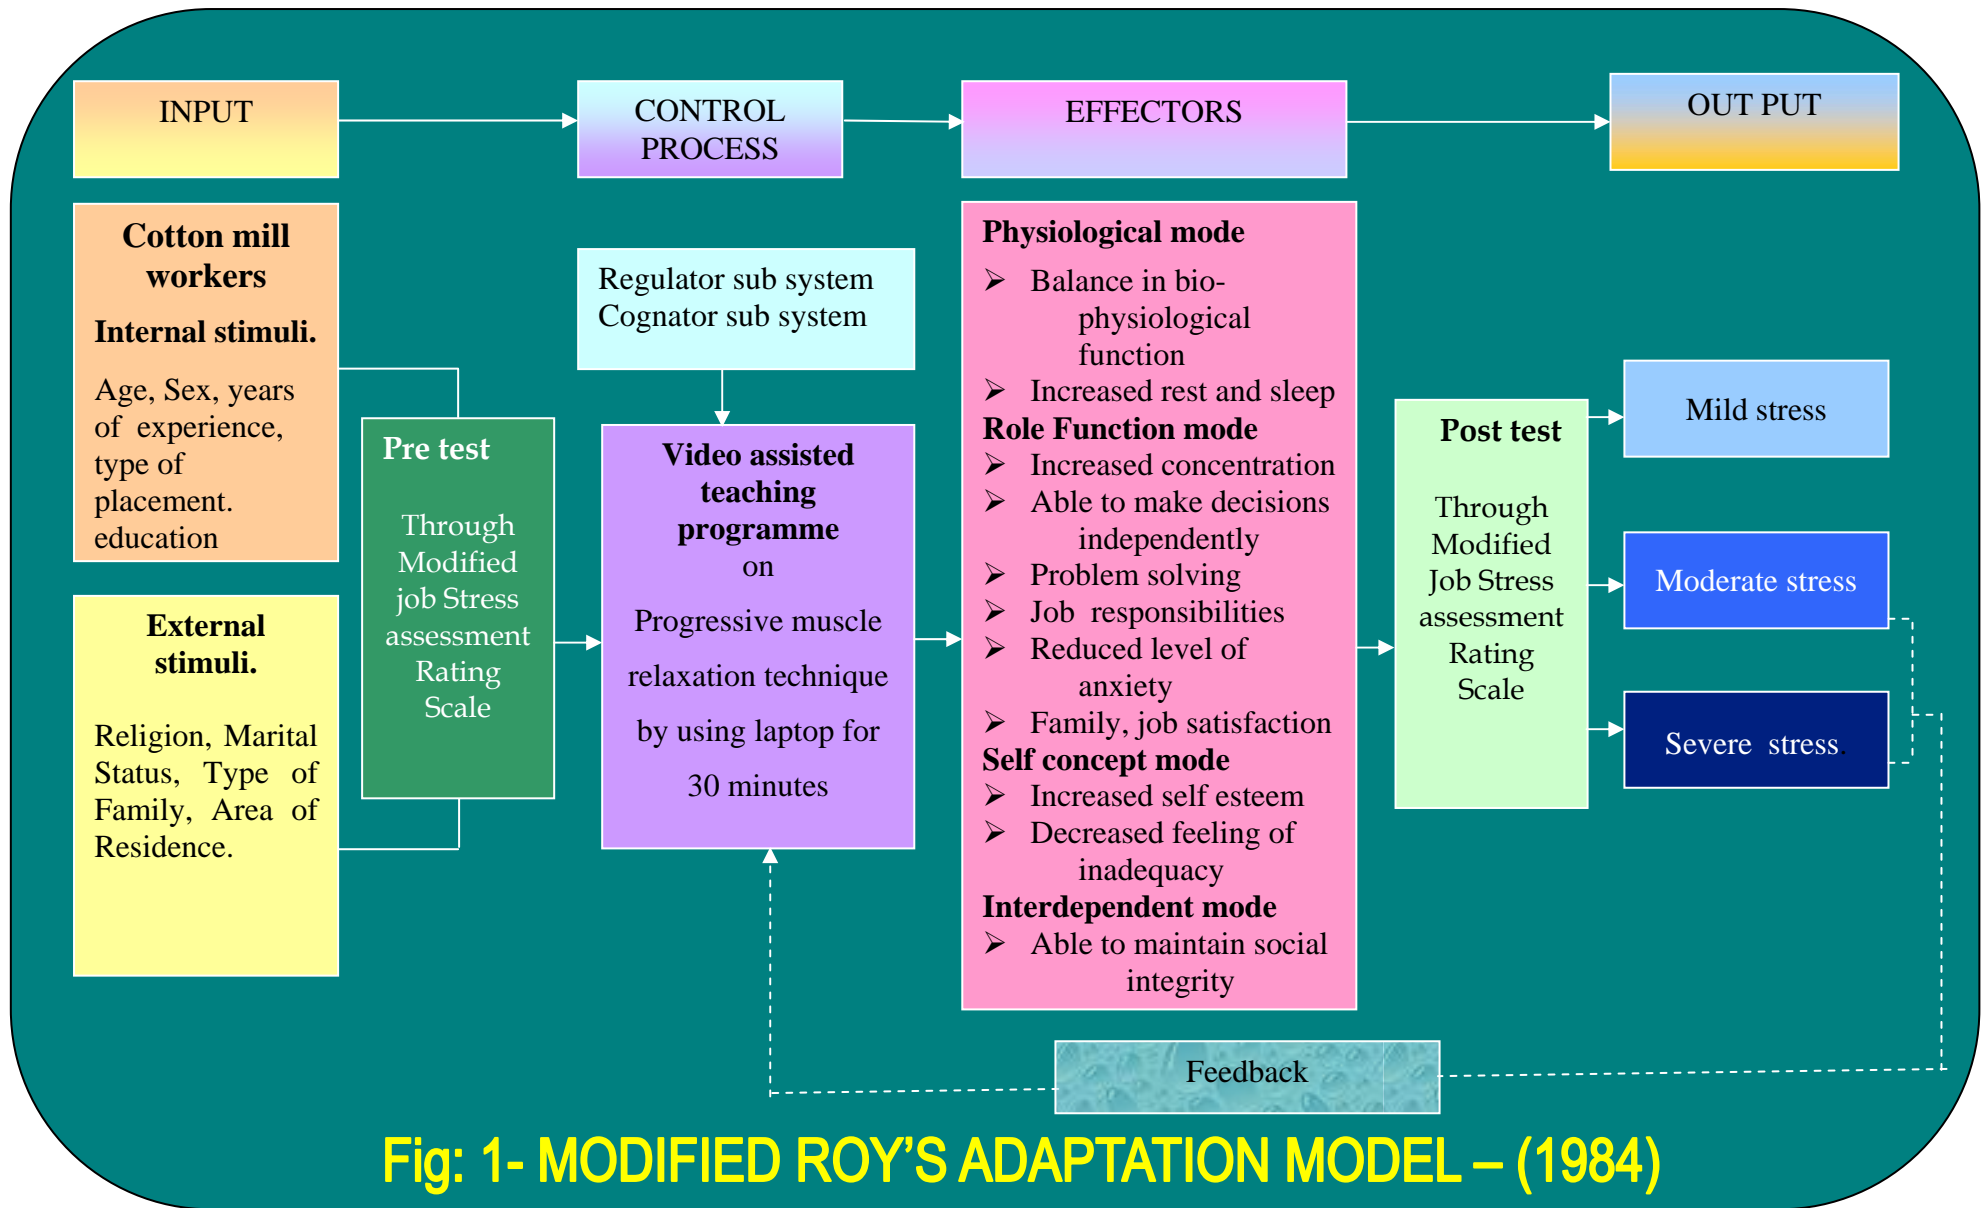 INPUT
CONTROL
PROCESS
EFFECTORS
OUT PUT
Cotton mill
workers
Internal stimuli.
Age, Sex, years
of experience,
type of
placement.
education
External
stimuli.
Religion, Marital
Status, Type of
Family, Area of
Residence.
Pre test
Through
Modified
job Stress
assessment
Rating
Scale
Regulator sub system
Cognator sub system
Video assisted
teaching
programme
on
Progressive muscle
relaxation technique
by using laptop for
30 minutes
Physiological mode
➢ Balance in bio-
physiological
function
➢ Increased rest and sleep
Role Function mode
➢ Increased concentration
➢ Able to make decisions
independently
➢ Problem solving
➢ Job responsibilities
➢ Reduced level of
anxiety
➢ Family, job satisfaction
Self concept mode
➢ Increased self esteem
➢ Decreased feeling of
inadequacy
Interdependent mode
➢ Able to maintain social
integrity
Post test
Through
Modified
Job Stress
assessment
Rating
Scale
Mild stress
Moderate stress
Severe stress.
Feedback
Fig: 1- MODIFIED ROY’S ADAPTATION MODEL – (1984)